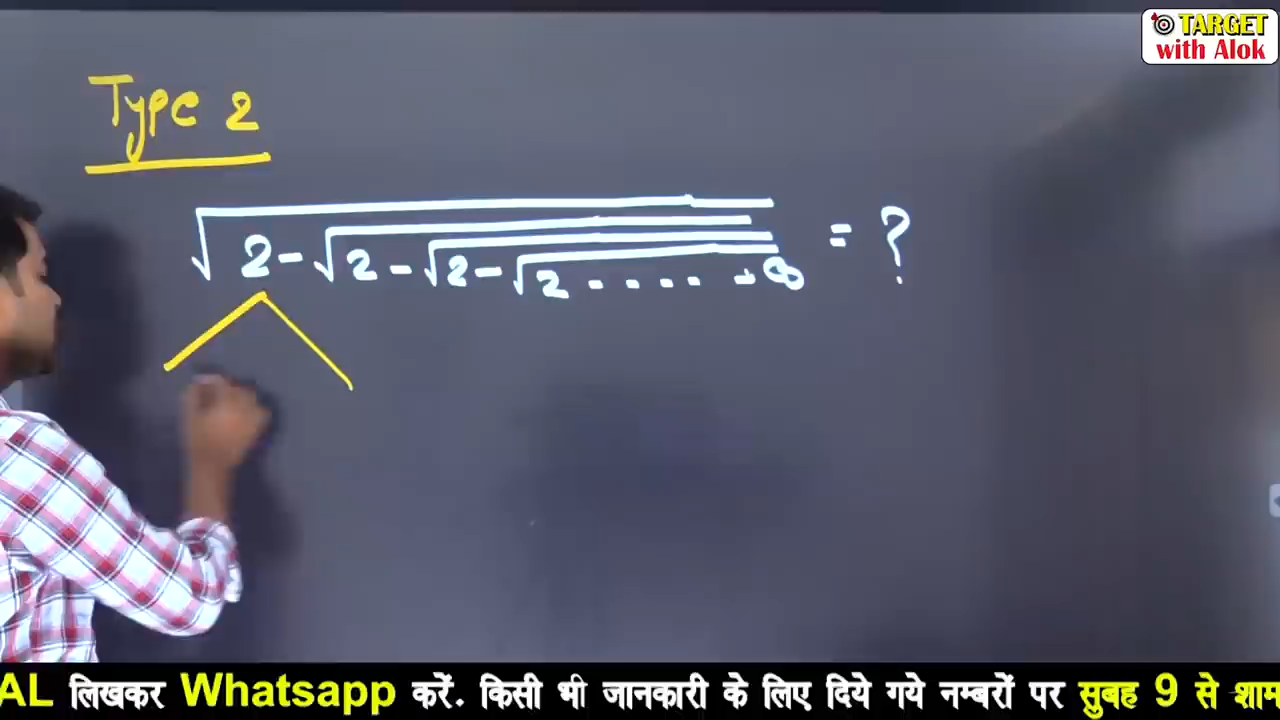 TARGET
with Alok
Type 2
√2-√2-√2-√2.....∞ = ?
AL लिखकर Whatsapp करें. किसी भी जानकारी के लिए दिये गये नम्बरों पर सुबह 9 से शाम